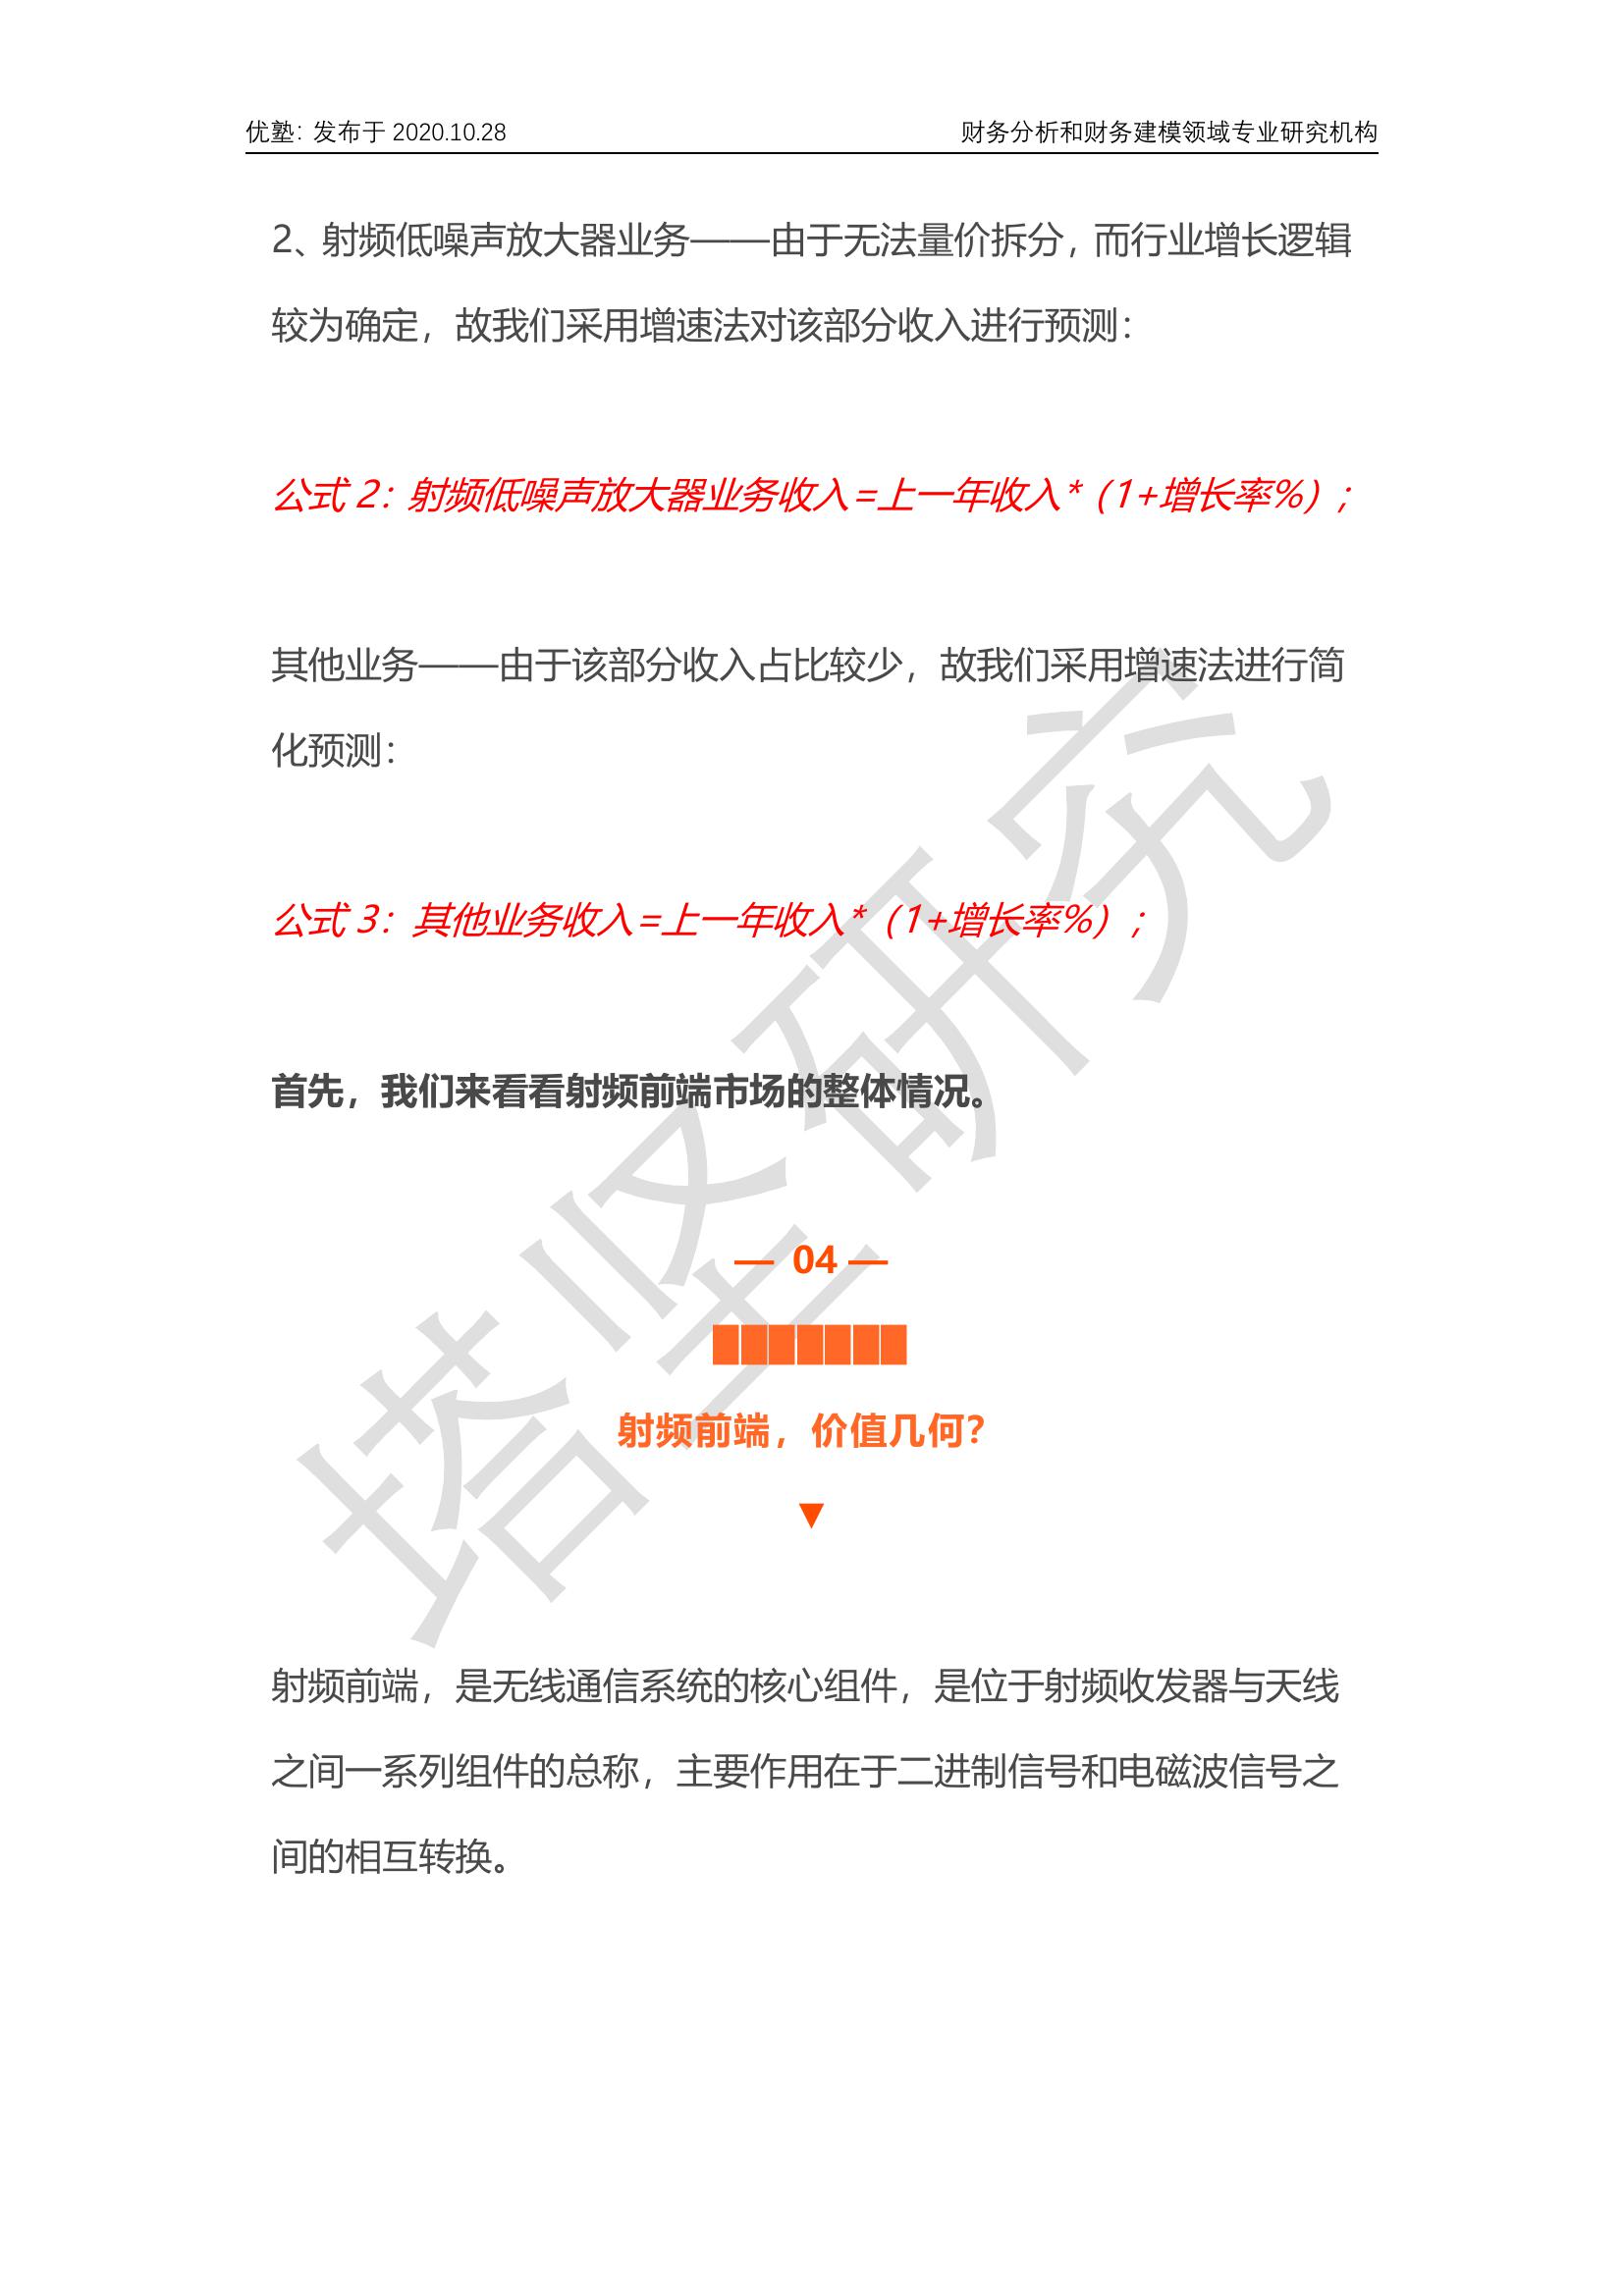 优塾：发布于 2020.10.28 财务分析和财务建模领域专业研究机构
2、射频低噪声放大器业务——由于无法量价拆分，而行业增长逻辑
较为确定，故我们采用增速法对该部分收入进行预测：
公式 2：射频低噪声放大器业务收入=上一年收入*（1+增长率%）；
其他业务——由于该部分收入占比较少，故我们采用增速法进行简
化预测：
公式 3：其他业务收入=上一年收入*（1+增长率%）；
首先，我们来看看射频前端市场的整体情况。
— 04 —
███████
射频前端，价值几何？
▼
射频前端，是无线通信系统的核心组件，是位于射频收发器与天线
之间一系列组件的总称，主要作用在于二进制信号和电磁波信号之
间的相互转换。
塔坚研究